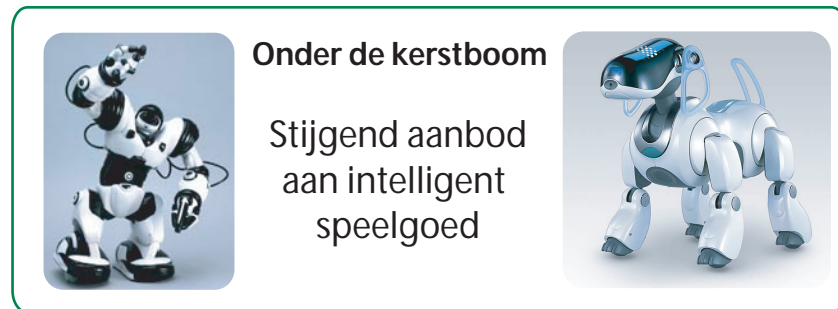 Onder de kerstboom
Stijgend aanbod
aan intelligent
speelgoed